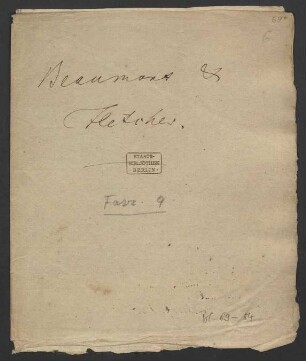 Beaumont &
Fletcher.
STAATS-
BIBLIOTHEK
BERLIN
Fasz. 9